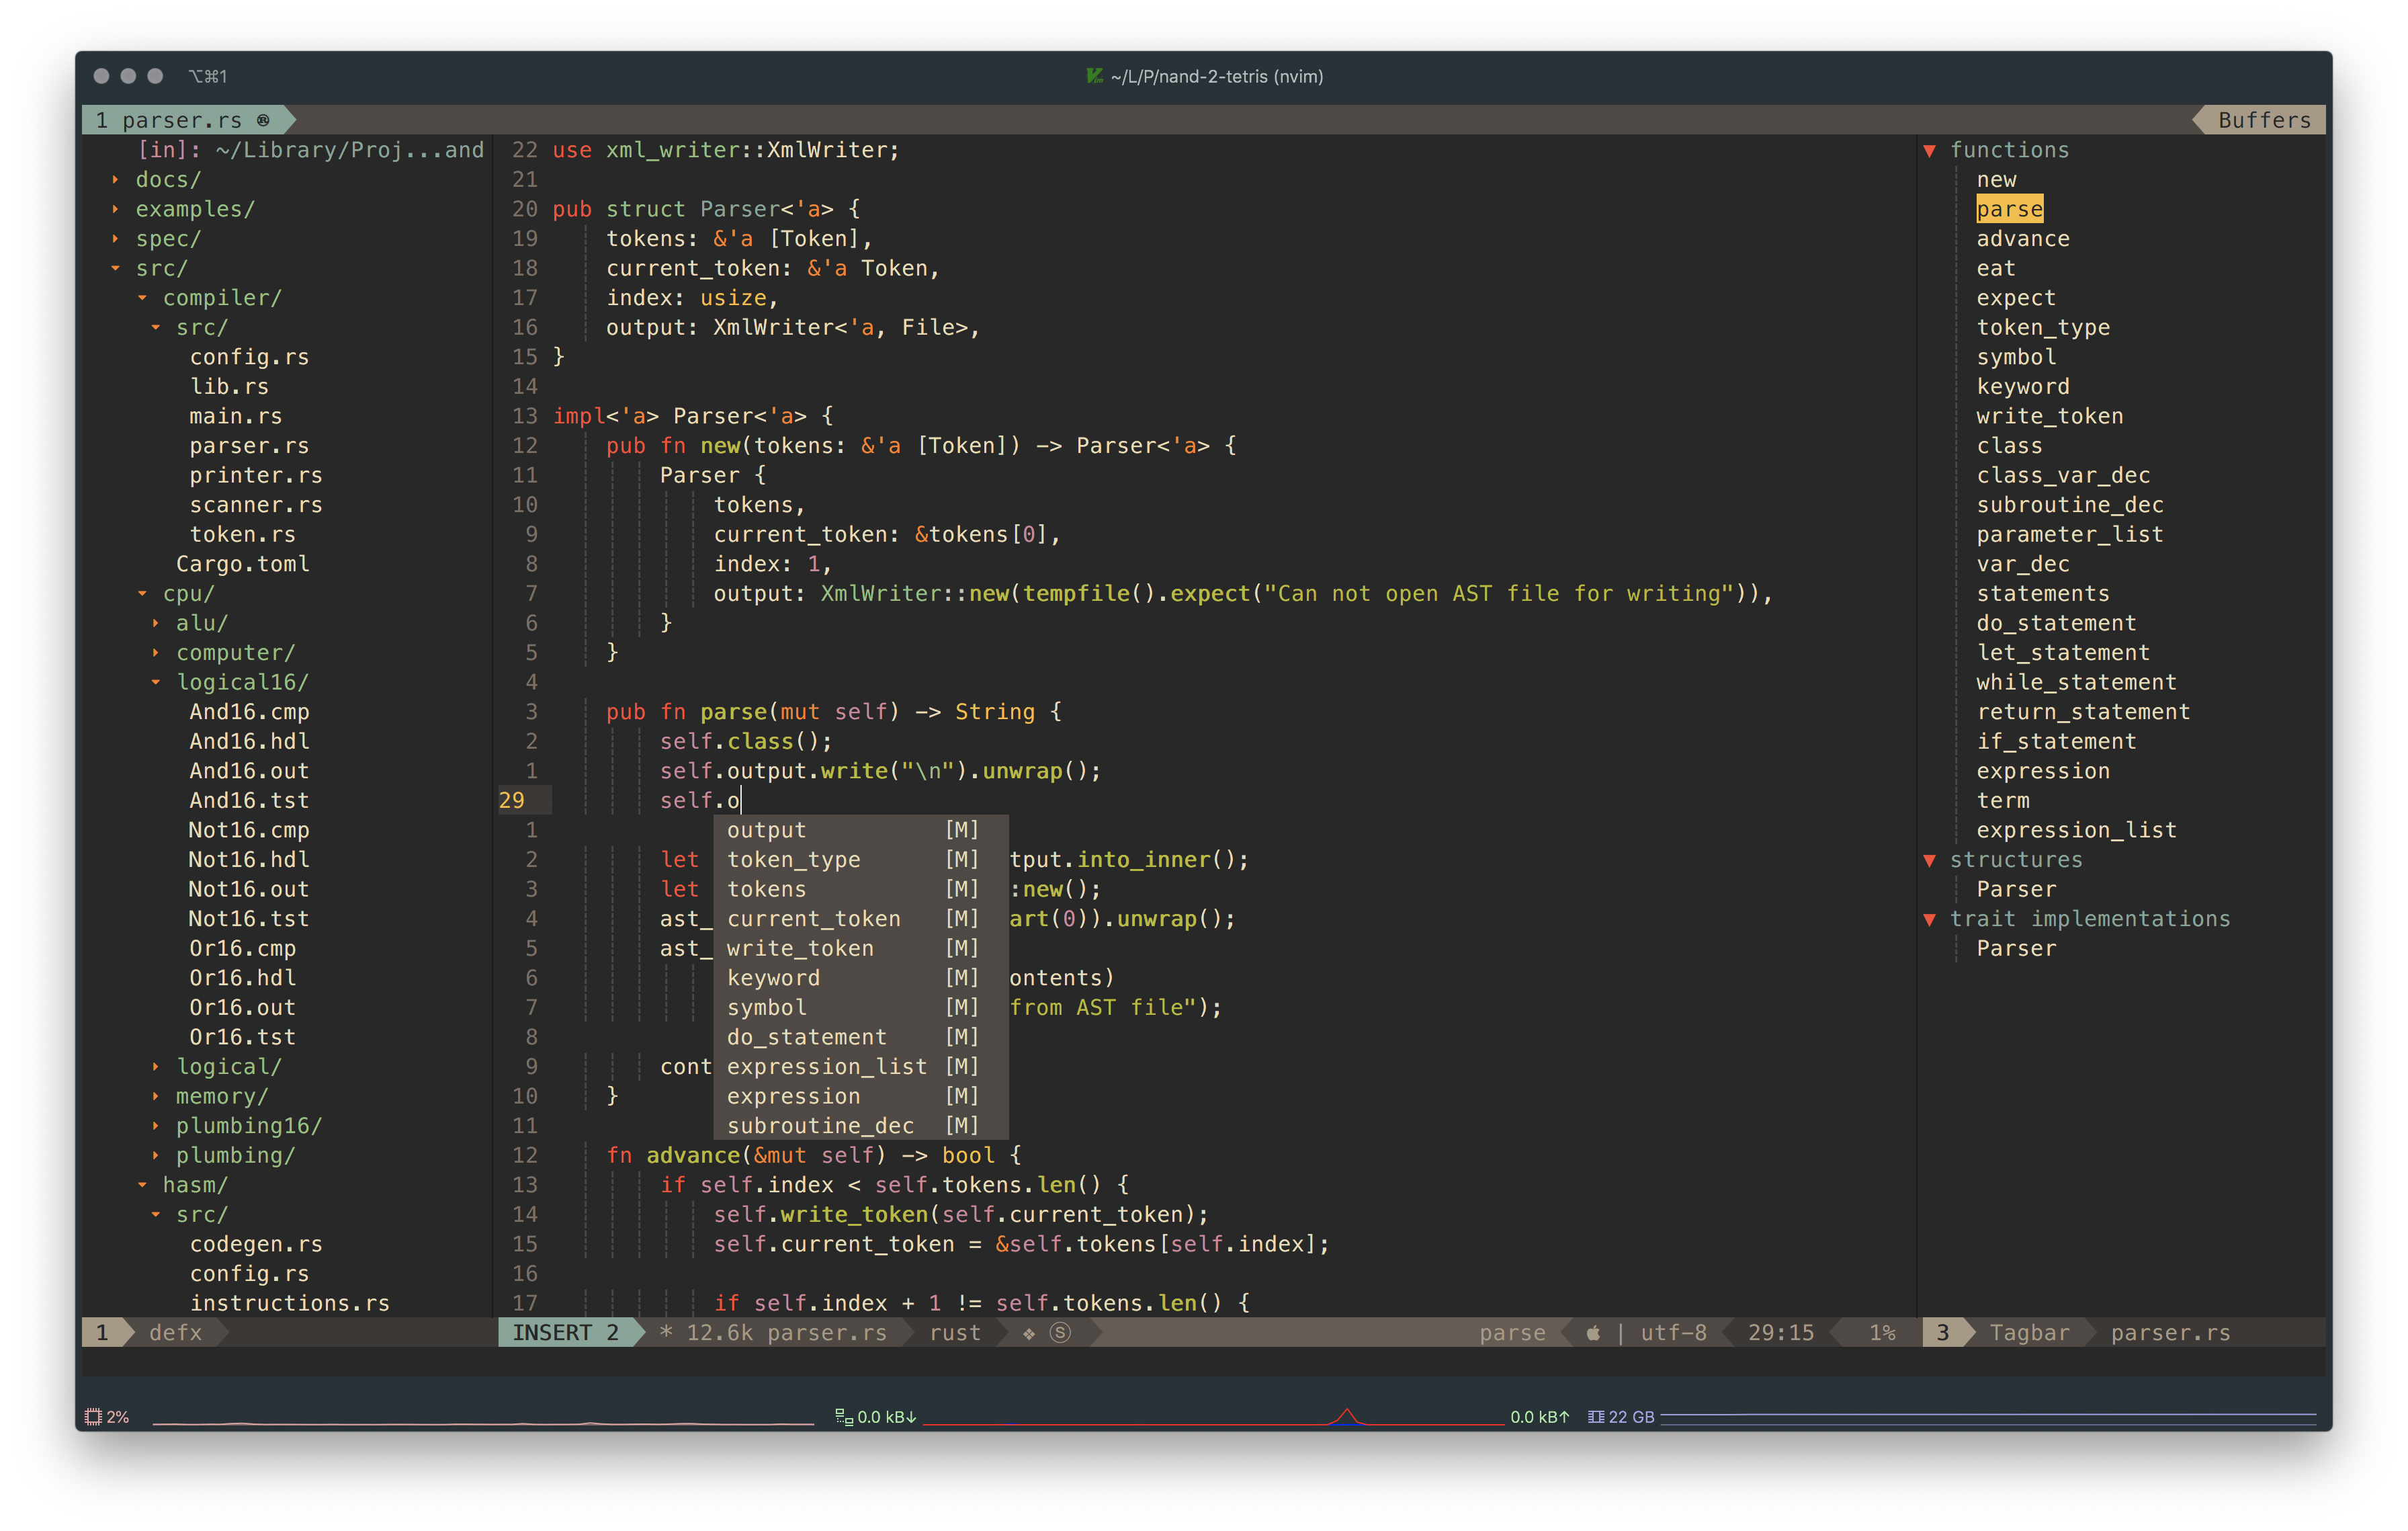 ⌥⌘1
~/L/P/nand-2-tetris (nvim)
1 parser.rs
Buffers
[in]: ~/Library/Proj...and
docs/
examples/
spec/
src/
compiler/
src/
config.rs
lib.rs
main.rs
parser.rs
printer.rs
scanner.rs
token.rs
Cargo.toml
cpu/
alu/
computer/
logical16/
And16.cmp
And16.hdl
And16.out
And16.tst
Not16.cmp
Not16.hdl
Not16.out
Not16.tst
Or16.cmp
Or16.hdl
Or16.out
Or16.tst
logical/
memory/
plumbing16/
plumbing/
hasm/
src/
codegen.rs
config.rs
instructions.rs
22 use xml_writer::XmlWriter;
21
20 pub struct Parser<'a> {
19 tokens: &'a [Token],
18 current_token: &'a Token,
17 index: usize,
16 output: XmlWriter<'a, File>,
15 }
14
13 impl<'a> Parser<'a> {
12 pub fn new(tokens: &'a [Token]) -> Parser<'a> {
11 Parser {
10 tokens,
9 current_token: &tokens[0],
8 index: 1,
7 output: XmlWriter::new(tempfile().expect("Can not open AST file for writing")),
6 }
5 }
4
3 pub fn parse(mut self) -> String {
2 self.class();
1 self.output.write("\n").unwrap();
29 self.o
1 output [M]
2 let token_type [M] tput.into_inner();
3 let tokens [M] :new();
4 ast_ current_token [M] art(0)).unwrap();
5 ast_ write_token [M]
6 keyword [M] ontents)
7 symbol [M] from AST file");
8 do_statement [M]
9 cont expression_list [M]
10 } expression [M]
11 subroutine_dec [M]
12 fn advance(&mut self) -> bool {
13 if self.index < self.tokens.len() {
14 self.write_token(self.current_token);
15 self.current_token = &self.tokens[self.index];
16
17 if self.index + 1 != self.tokens.len() {
functions
new
parse
advance
eat
expect
token_type
symbol
keyword
write_token
class
class_var_dec
subroutine_dec
parameter_list
var_dec
statements
do_statement
let_statement
while_statement
return_statement
if_statement
expression
term
expression_list
structures
Parser
trait implementations
Parser
1 defx
INSERT 2 * 12.6k parser.rs rust ❖ Ⓢ parse | utf-8 29:15 1%
3 Tagbar parser.rs
2% 0.0 kB↓ 0.0 kB↑ 22 GB